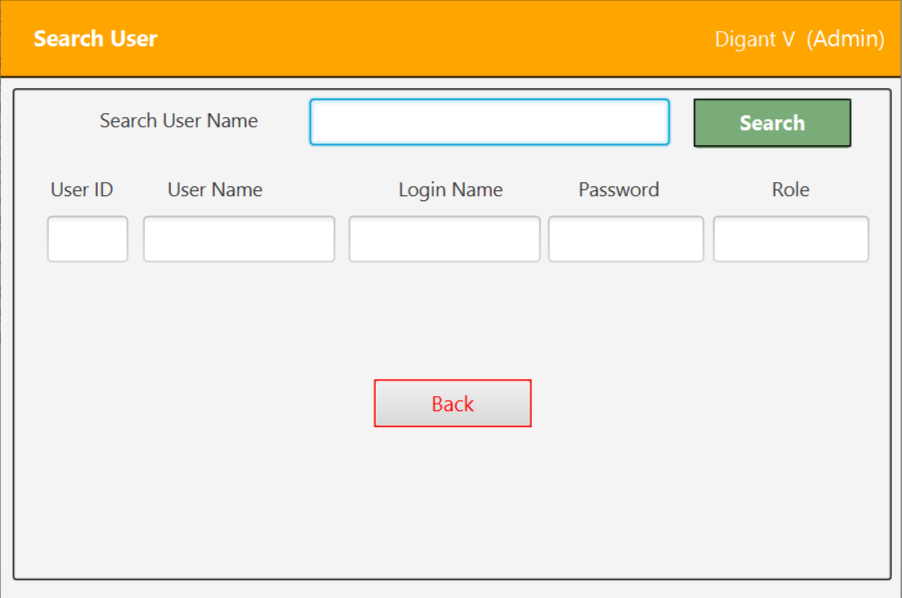 Search User Digant V (Admin)
Search User Name Search
User ID User Name Login Name Password Role
Back